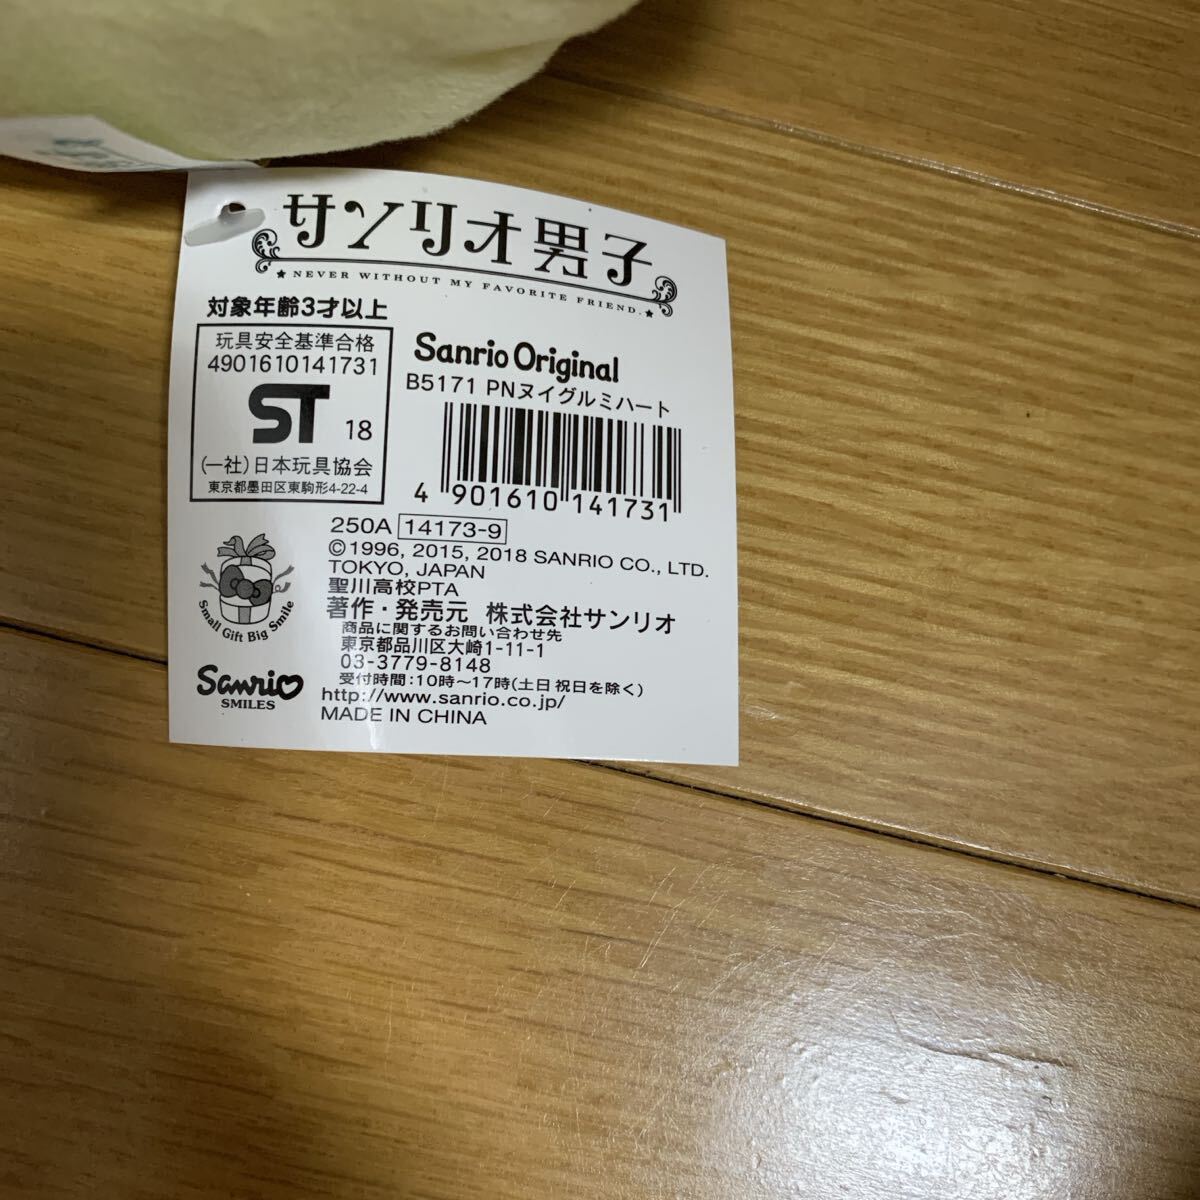 サンリオ男子
★ NEVER WITHOUT MY FAVORITE FRIEND. ★
対象年齢3才以上
玩具安全基準合格
4901610141731
ST 18
(一社)日本玩具協会
東京都墨田区東駒形4-22-4
Sanrio Original
B5171 PNヌイグルミハート
4 901610 141731
250A 14173-9
©1996, 2015, 2018 SANRIO CO., LTD.
TOKYO, JAPAN
聖川高校PTA
著作・発売元 株式会社サンリオ
商品に関するお問い合わせ先
東京都品川区大崎1-11-1
03-3779-8148
受付時間:10時~17時(土日 祝日を除く)
http://www.sanrio.co.jp/
MADE IN CHINA
Small Gift Big Smile
Sanrio
SMILES